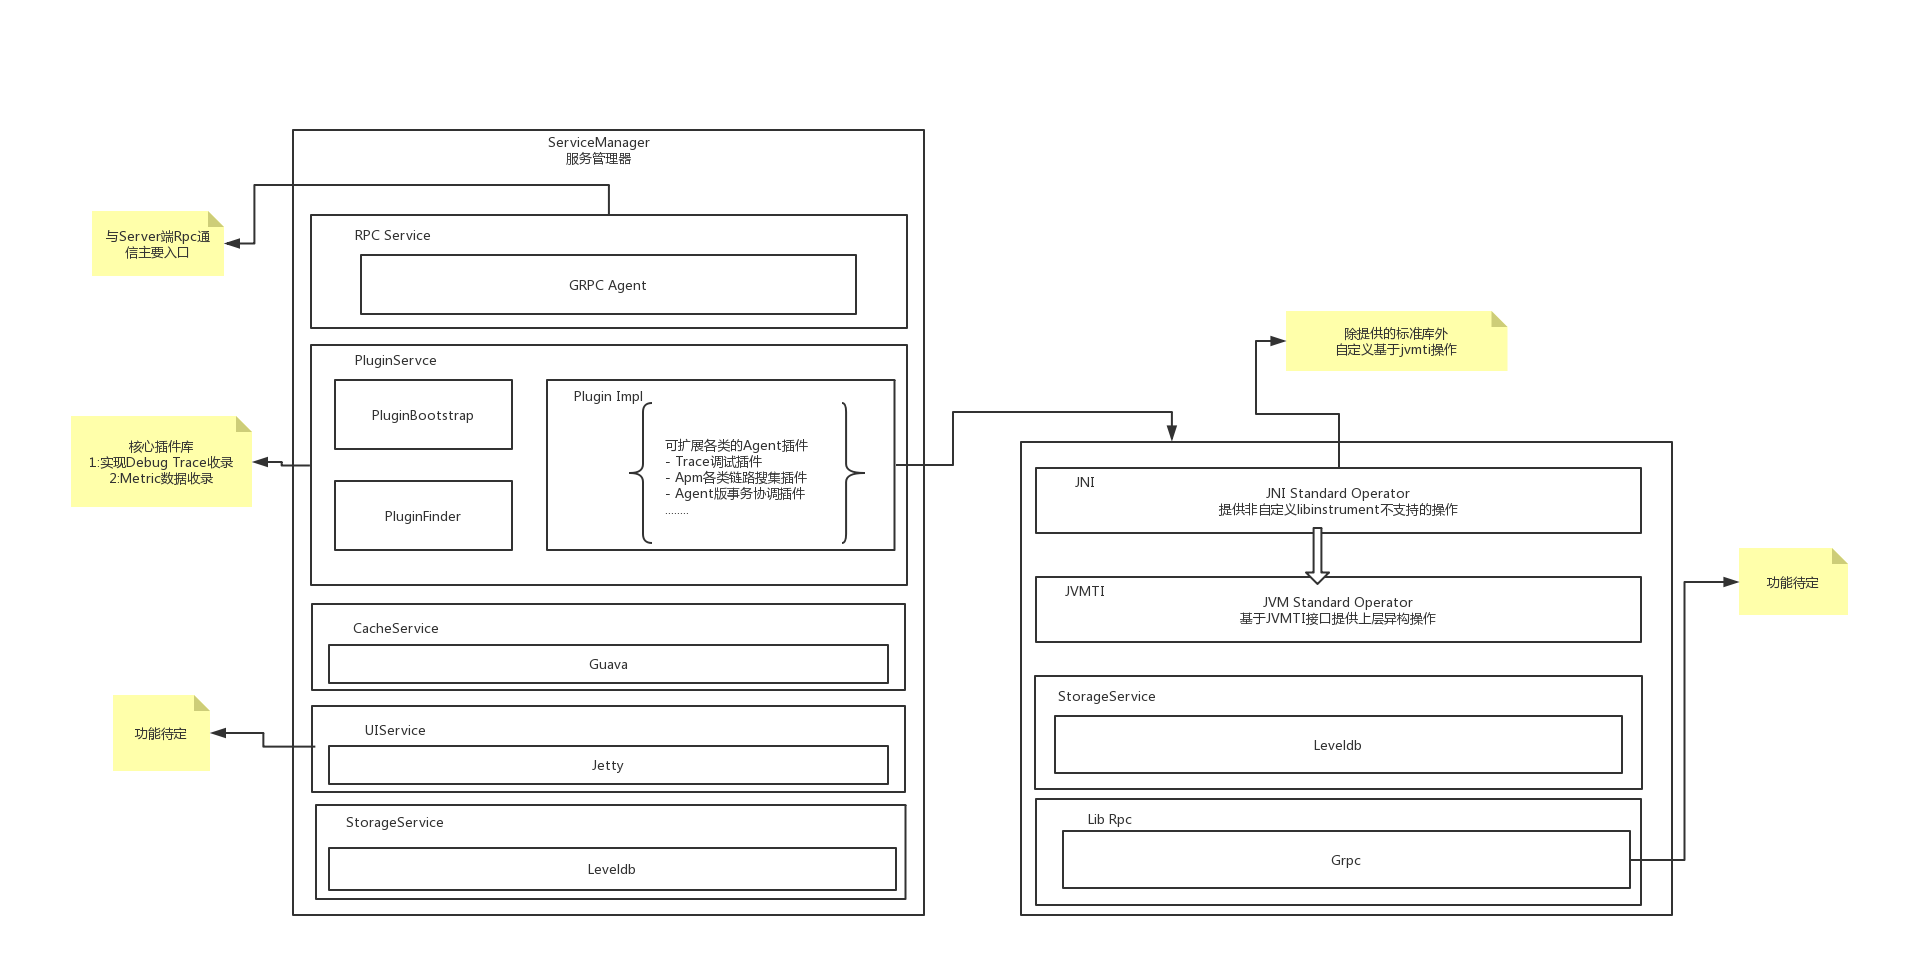 ServiceManager
服务管理器
与Server端Rpc通
信主要入口
RPC Service
GRPC Agent
PluginServce
PluginBootstrap
PluginFinder
Plugin Impl
可扩展各类的Agent插件
- Trace调试插件
- Apm各类链路搜集插件
- Agent版事务协调插件
........
核心插件库
1:实现Debug Trace收录
2:Metric数据收录
CacheService
Guava
功能待定
UIService
Jetty
StorageService
Leveldb
除提供的标准库外
自定义基于jvmti操作
JNI
JNI Standard Operator
提供非自定义libinstrument不支持的操作
JVMTI
JVM Standard Operator
基于JVMTI接口提供上层异构操作
StorageService
Leveldb
Lib Rpc
Grpc
功能待定